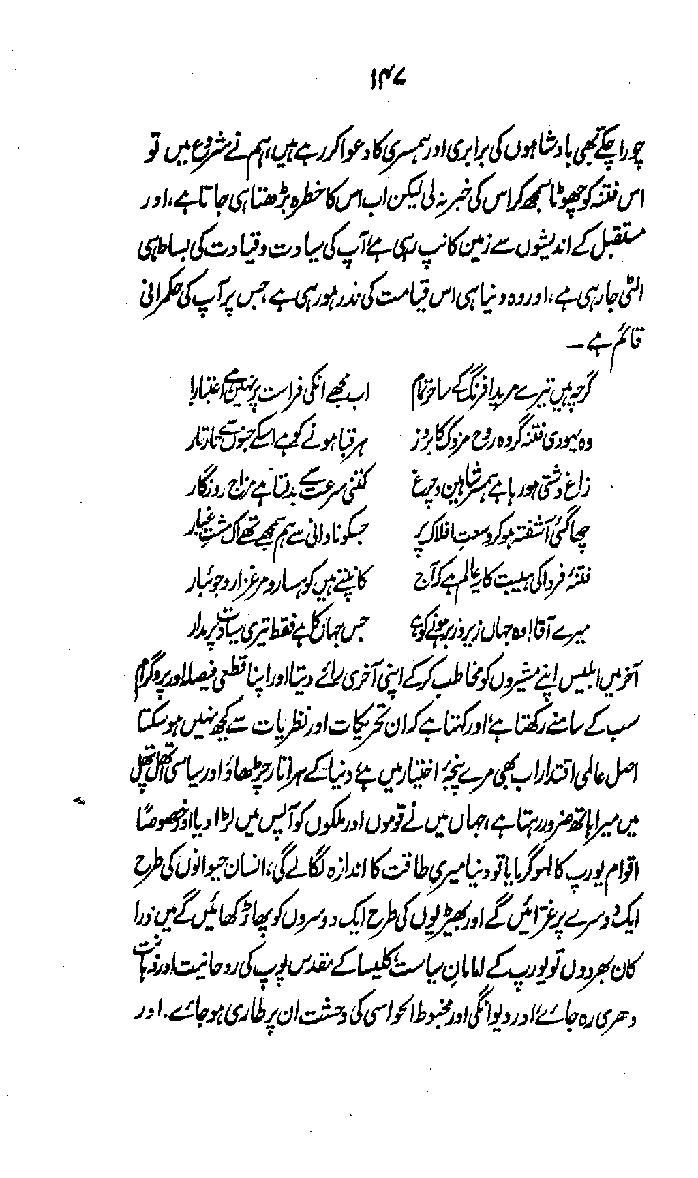 ۱۴۷
چور اچکے بھی بادشاہوں کی برابری اور ہمسری کا دعوا کر رہے ہیں، ہم نے شروع میں تو
اس فتنہ کو چھوٹا سمجھ کر اس کی خبر نہ لی لیکن اب اس کا خطرہ بڑھتا ہی جاتا ہے، اور
مستقبل کے اندیشوں سے زمین کانپ رہی ہے آپ کی سیادت و قیادت کی بساط ہی
الٹی جا رہی ہے، اور وہ دنیا ہی اس قیامت کی نذر ہو رہی ہے، جس پر آپ کی حکمرانی
قائم ہے ۔
گرچہ ہیں تیرے مرید افرنگ کے ساحر تمام اب مجھے انکی فراست پر نہیں ہے اعتبار!
وہ یہودی فتنہ گر وہ روح مزدک کا بروز ہر قبا ہونے کو ہے اسکے جنوں سے تار تار
زاغ دشتی ہو رہا ہے ہمسر شاہین و چرغ کتنی سرعت سے بدلتا ہے مزاج روزگار
چھا گئی آشفتہ ہو کر وسعت افلاک پر جسکو نادانی سے ہم سمجھے تھے اک مشت غبار
فتنۂ فردا کی ہیبت کا یہ عالم ہے کہ آج کانپتے ہیں کوہسار و مرغزار و جوئبار
میرے آقا! وہ جہاں زیر و زبر ہونے کو ہے جس جہاں کا ہے فقط تیری سیادت پر مدار
آخر میں ابلیس اپنے مشیروں کو مخاطب کر کے اپنی آخری رائے دیتا اور اپنا قطعی فیصلہ اور پروگرام
سب کے سامنے رکھتا ہے اور کہتا ہے کہ ان تحریکات اور نظریات سے کچھ نہیں ہو سکتا
اصل عالمی اقتدار اب بھی مرے پنجۂ اختیار میں ہے دنیا کے ہر اتار چڑھاؤ اور سیاسی اتھل پتھل
میں میرا ہاتھ ضرور رہتا ہے، جہاں میں نے قوموں اور ملکوں کو آپس میں لڑا دیا اور خصوصًا
اقوام یورپ کا لہو گرما یا تو دنیا میری طاقت کا اندازہ لگا لے گی، انسان حیوانوں کی طرح
ایک دوسرے پر غرائیں گے اور بھیڑیوں کی طرح ایک دوسروں کو پھاڑ کھائیں گے میں ذرا
کان بھر دوں تو یورپ کے امامان سیاست کلیسا کے مقدس پوپ کی روحانیت اور ذہانت
دھری رہ جائے اور دیوانگی اور مخبوط الحواسی کی دہشت ان پر طاری ہو جائے. اور